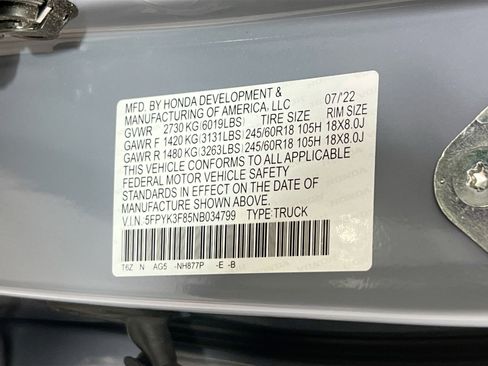 MFD. BY HONDA DEVELOPMENT &
MANUFACTURING OF AMERICA, LLC 07/'22
GVWR 2730 KG (6019LBS) TIRE SIZE RIM SIZE
GAWR F 1420 KG (3131LBS) 245/60R18 105H 18X8.0J
GAWR R 1480 KG (3263LBS) 245/60R18 105H 18X8.0J
THIS VEHICLE CONFORMS TO ALL APPLICABLE
FEDERAL MOTOR VEHICLE SAFETY
STANDARDS IN EFFECT ON THE DATE OF
MANUFACTURE SHOWN ABOVE.
V.I.N. 5FPYK3F85NB034799 TYPE:TRUCK
T6Z N AG5 -NH877P -E -B